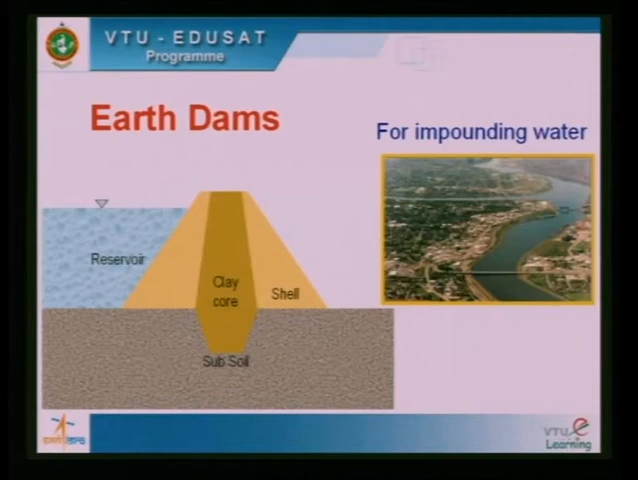 VTU - EDUSAT
Programme
Earth Dams
For impounding water
Reservoir
Clay
core
Shell
Sub Soil
VTU e
Learning